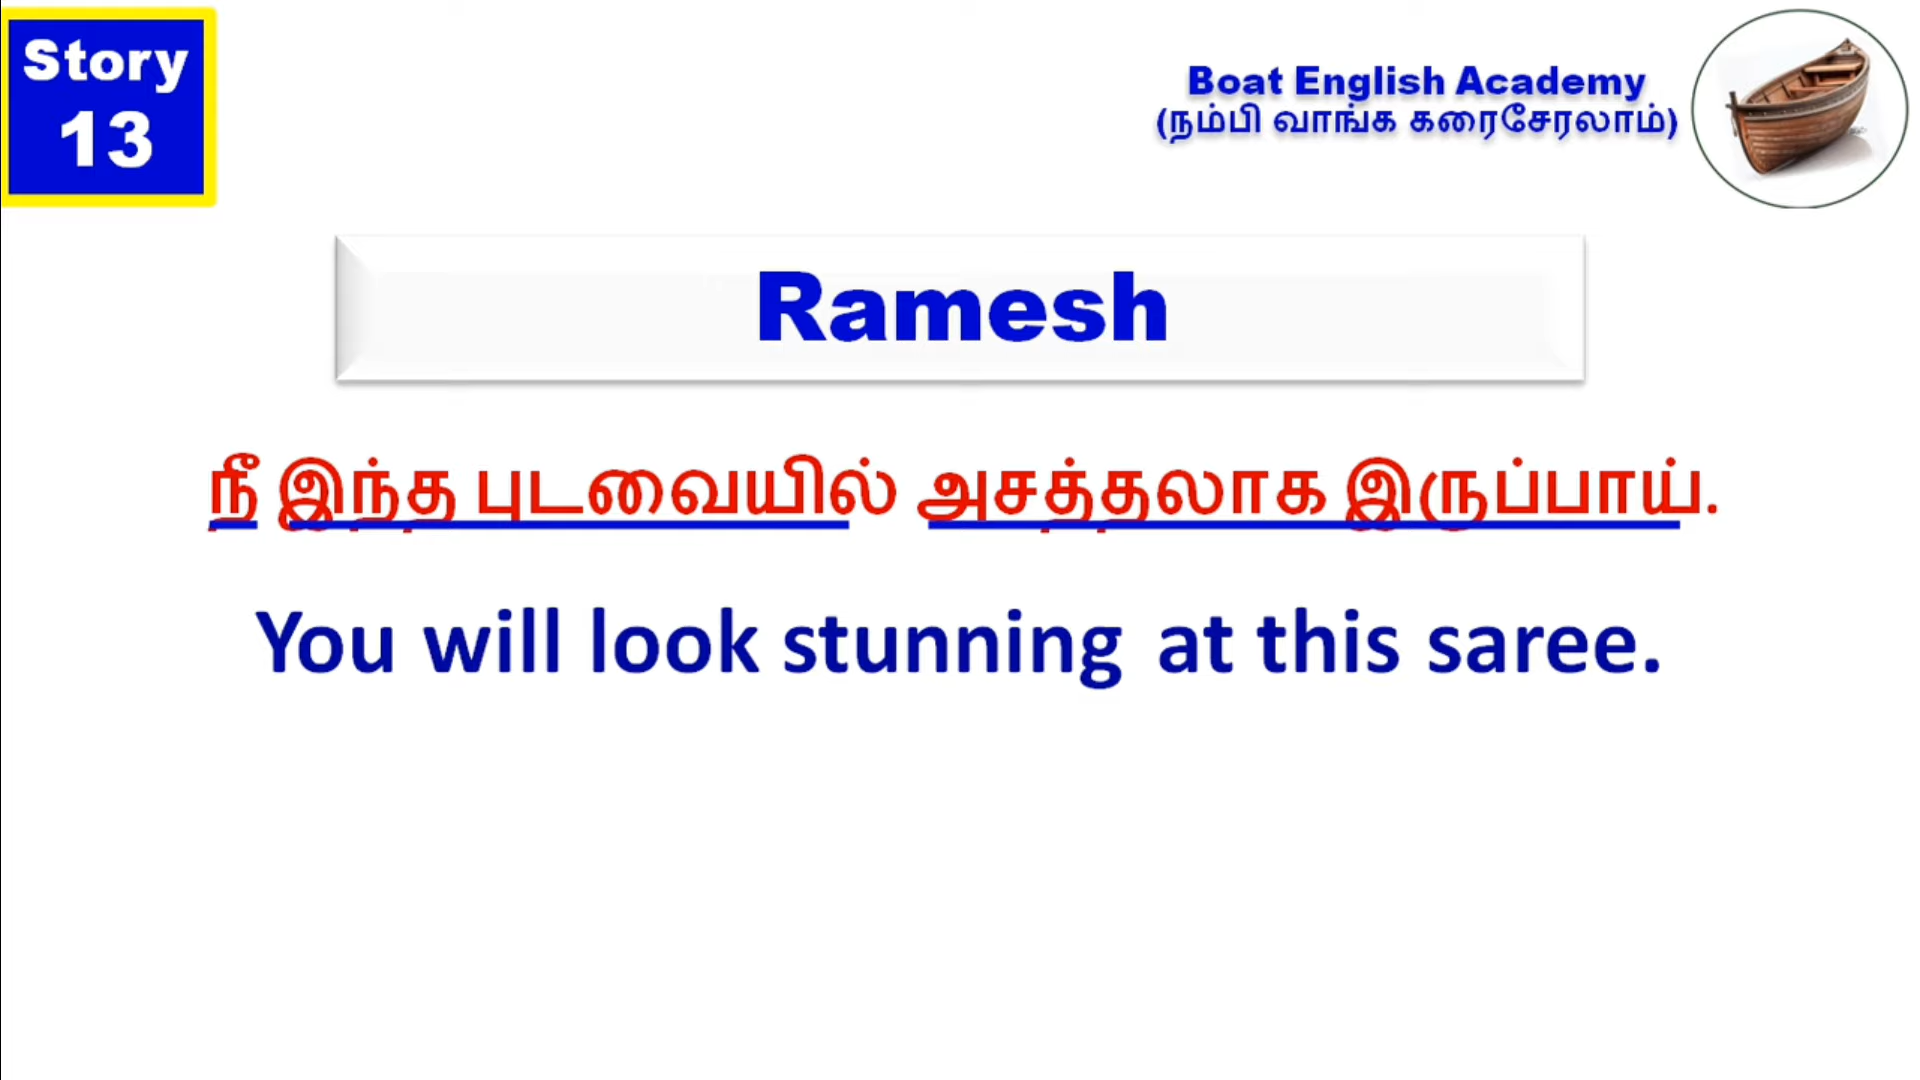 Story
13
Boat English Academy
(நம்பி வாங்க கரைசேரலாம்)
Ramesh
நீ இந்த புடவையில் அசத்தலாக இருப்பாய்.
You will look stunning at this saree.